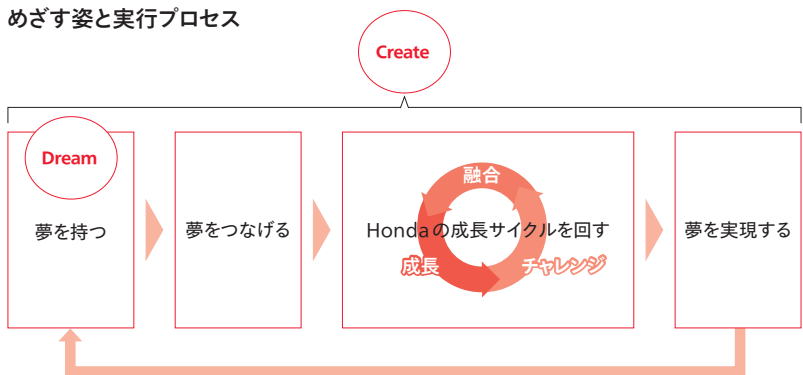 めざす姿と実行プロセス
Create
Dream
夢を持つ
夢をつなげる
融合
Hondaの成長サイクルを回す
成長
チャレンジ
夢を実現する